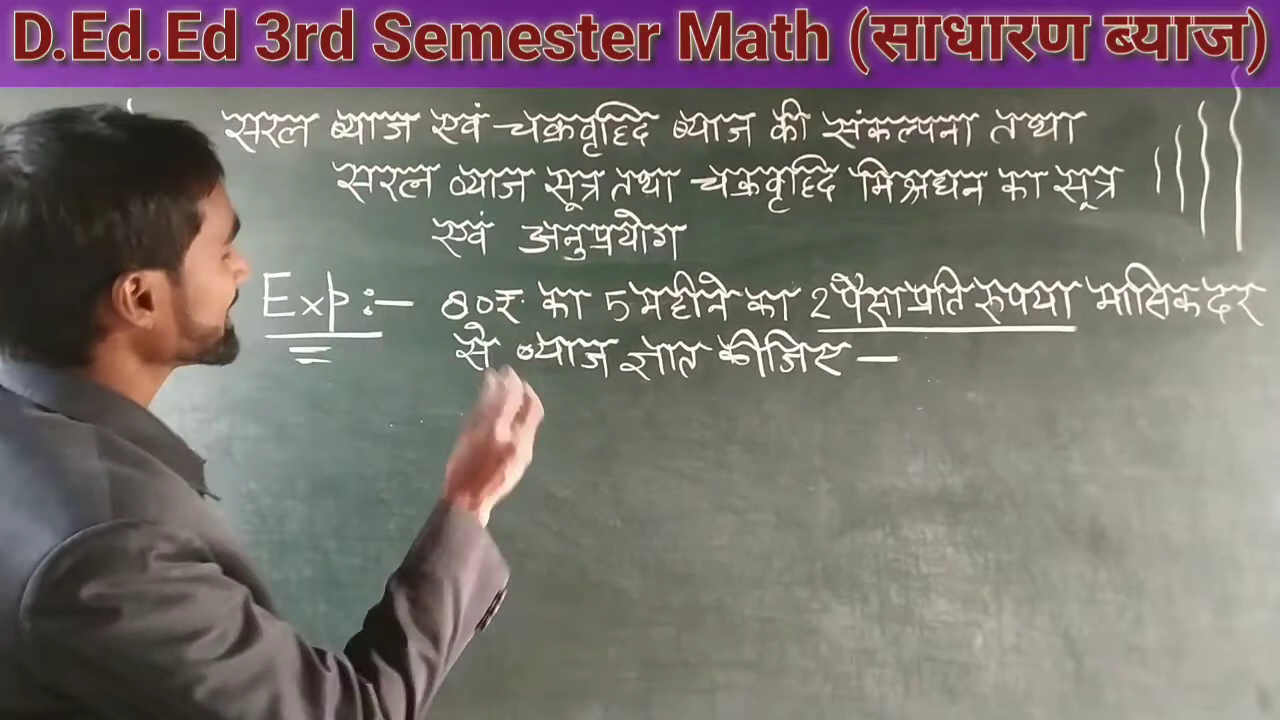 D.Ed.Ed 3rd Semester Math (साधारण ब्याज)
सरल ब्याज एवं चक्रवृद्दि ब्याज की संकल्पना तथा
सरल ब्याज सूत्र तथा चक्रवृद्दि मिश्रधन का सूत्र
एवं अनुप्रयोग
Exp:- 80₹ का 5 महीने का 2 पैसा प्रति रुपया मासिक दर
से ब्याज ज्ञात कीजिए -